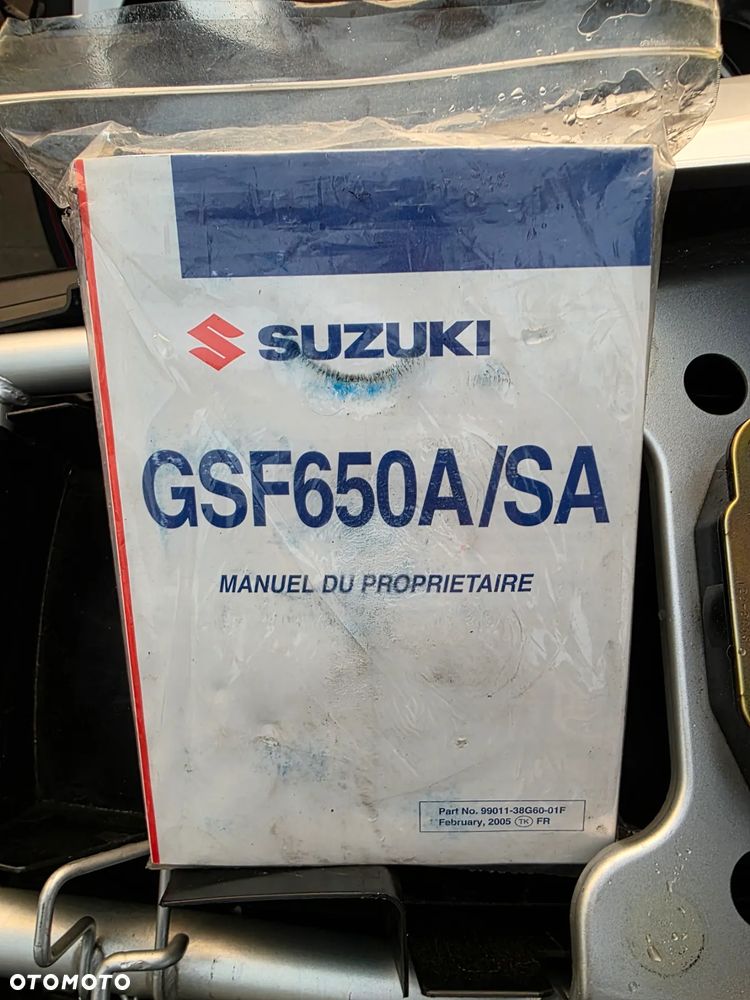 SUZUKI
GSF650A/SA
MANUEL DU PROPRIETAIRE
Part No. 99011-38G60-01F
February, 2005 TK FR
OTOMOTO